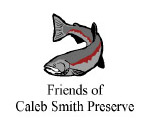 Friends of
Caleb Smith Preserve